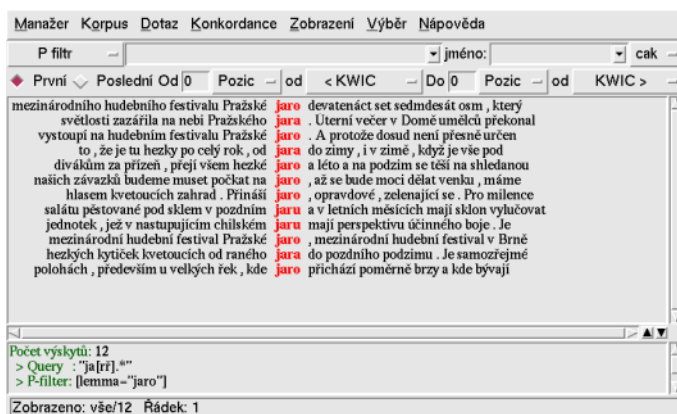 Manažer Korpus Dotaz Konkordance Zobrazení Výběr Nápověda
P filtr jméno: cak
První Poslední Od 0 Pozic od < KWIC Do 0 Pozic od KWIC >
mezinárodního hudebního festivalu Pražské jaro devatenáct set sedmdesát osm , který
světlosti zazářila na nebi Pražského jara . Úterní večer v Domě umělců překonal
vystoupí na hudebním festivalu Pražské jaro . A protože dosud není přesně určen
to , že je tu hezky po celý rok , od jara do zimy , i v zimě , když je vše pod
divákům za přízeň , přejí všem hezké jaro a léto a na podzim se těší na shledanou
našich závazků budeme muset počkat na jaro , až se bude moci dělat venku , máme
hlasem kvetoucích zahrad . Přináší jaro , opravdové , zelenající se . Pro milence
salátu pěstované pod sklem v pozdním jaru a v letních měsících mají sklon vylučovat
jednotek , jež v nastupujícím chilském jaru mají perspektivu účinného boje . Je
mezinárodní hudební festival Pražské jaro , mezinárodní hudební festival v Brně
hezkých kytiček kvetoucích od raného jara do pozdního podzimu . Je samozřejmé
polohách , především u velkých řek , kde jaro přichází poměrně brzy a kde bývají
Počet výskytů: 12
> Query : "ja[rř].*"
> P-filter: [lemma="jaro"]
Zobrazeno: vše/12 Řádek: 1